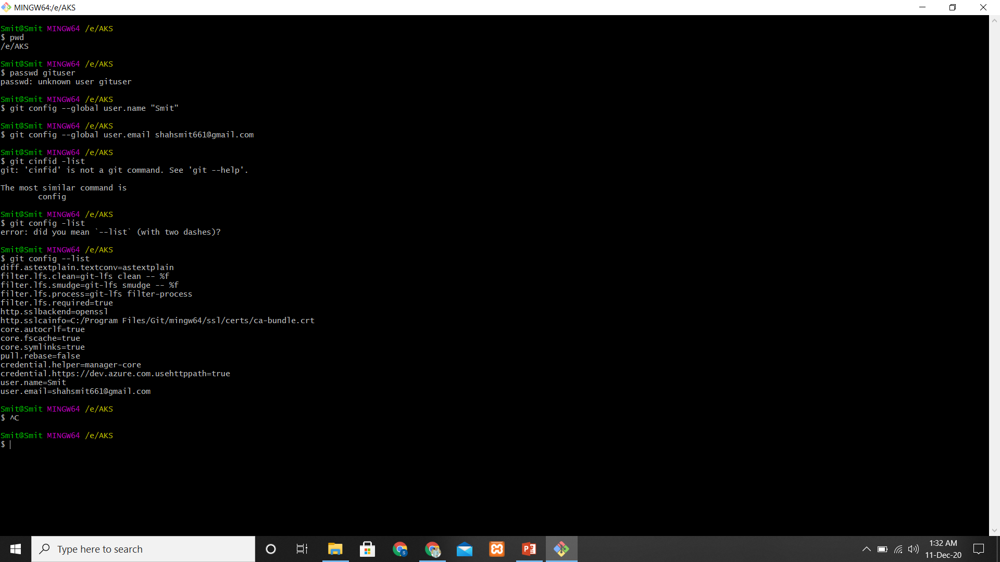 MINGW64:/e/AKS
Smit@Smit MINGW64 /e/AKS
$ pwd
/e/AKS
Smit@Smit MINGW64 /e/AKS
$ passwd gituser
passwd: unknown user gituser
Smit@Smit MINGW64 /e/AKS
$ git config --global user.name "Smit"
Smit@Smit MINGW64 /e/AKS
$ git config --global user.email shahsmit661@gmail.com
Smit@Smit MINGW64 /e/AKS
$ git cinfid -list
git: 'cinfid' is not a git command. See 'git --help'.
The most similar command is
config
Smit@Smit MINGW64 /e/AKS
$ git config -list
error: did you mean `--list` (with two dashes)?
Smit@Smit MINGW64 /e/AKS
$ git config --list
diff.astextplain.textconv=astextplain
filter.lfs.clean=git-lfs clean -- %f
filter.lfs.smudge=git-lfs smudge -- %f
filter.lfs.process=git-lfs filter-process
filter.lfs.required=true
http.sslbackend=openssl
http.sslcainfo=C:/Program Files/Git/mingw64/ssl/certs/ca-bundle.crt
core.autocrlf=true
core.fscache=true
core.symlinks=true
pull.rebase=false
credential.helper=manager-core
credential.https://dev.azure.com.usehttppath=true
user.name=Smit
user.email=shahsmit661@gmail.com
Smit@Smit MINGW64 /e/AKS
$ ^C
Smit@Smit MINGW64 /e/AKS
$
Type here to search
1:32 AM
11-Dec-20